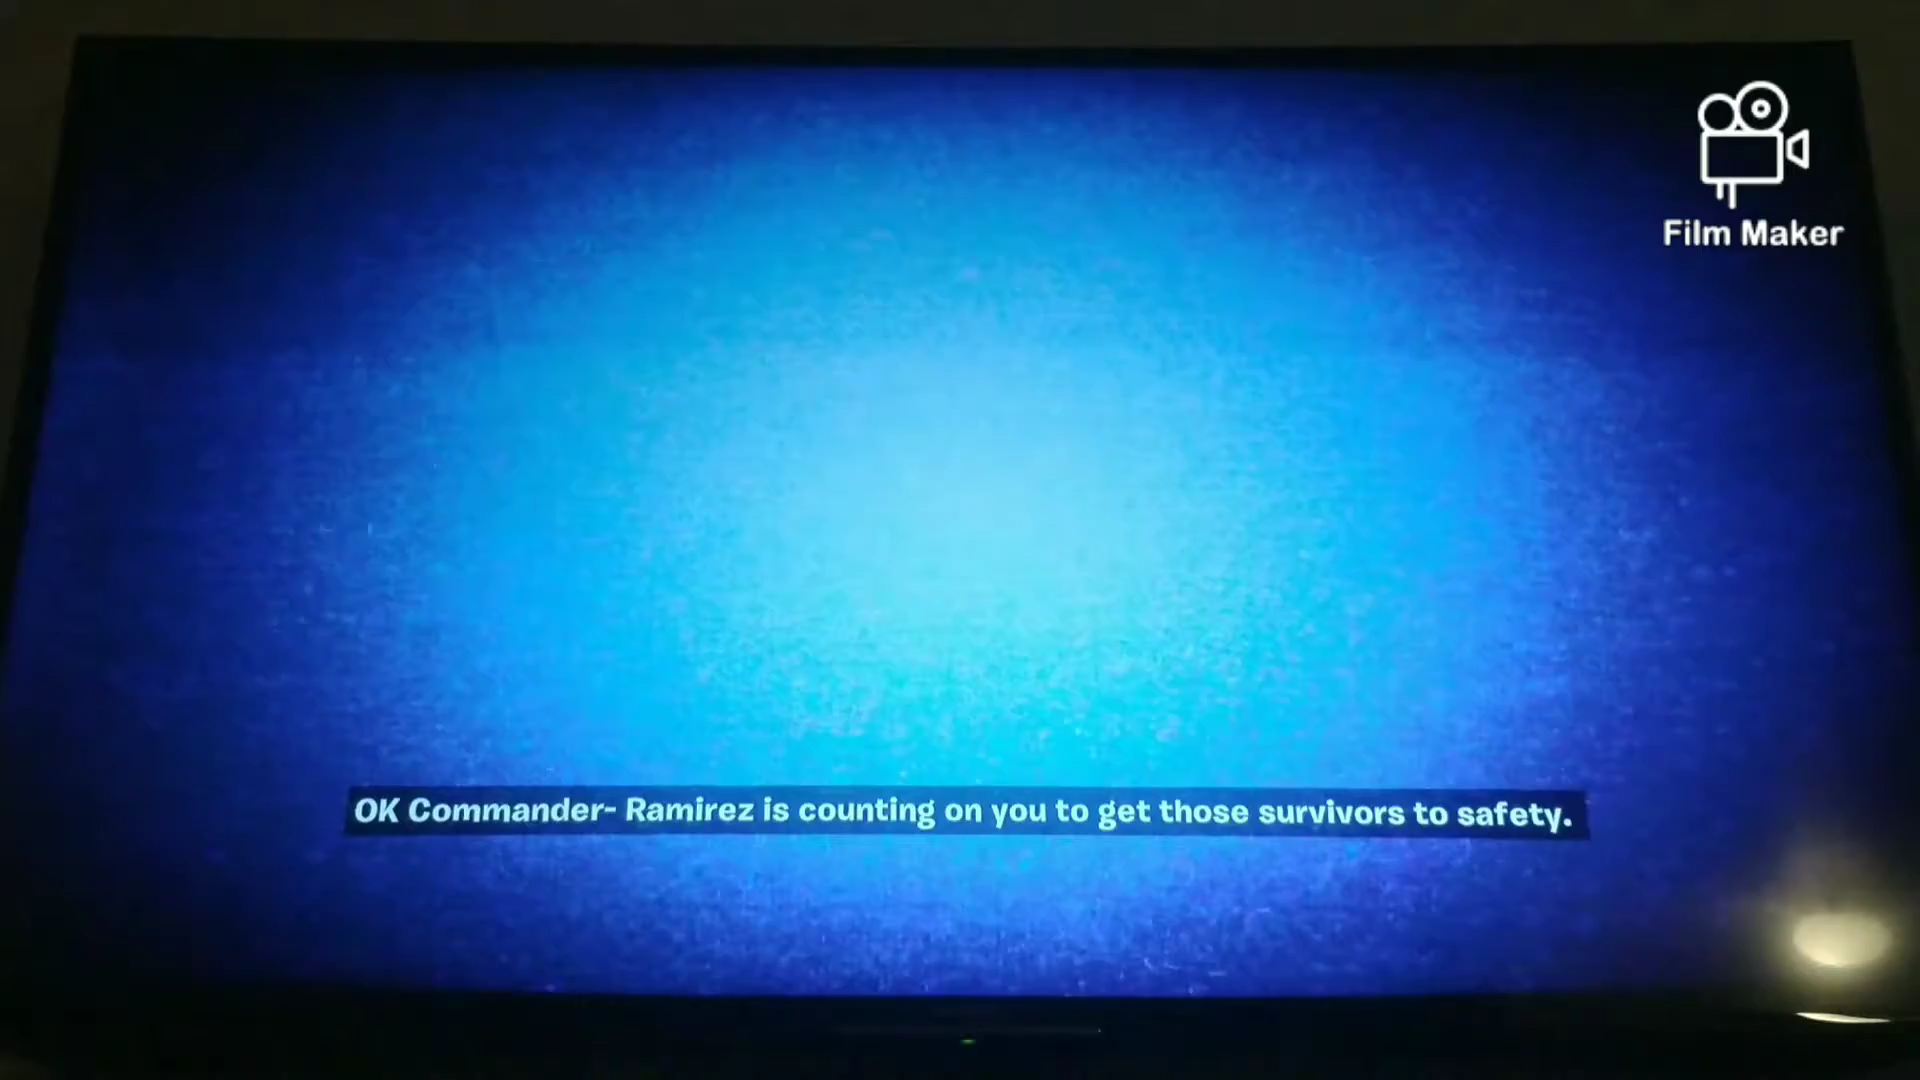 Film Maker
OK Commander- Ramirez is counting on you to get those survivors to safety.